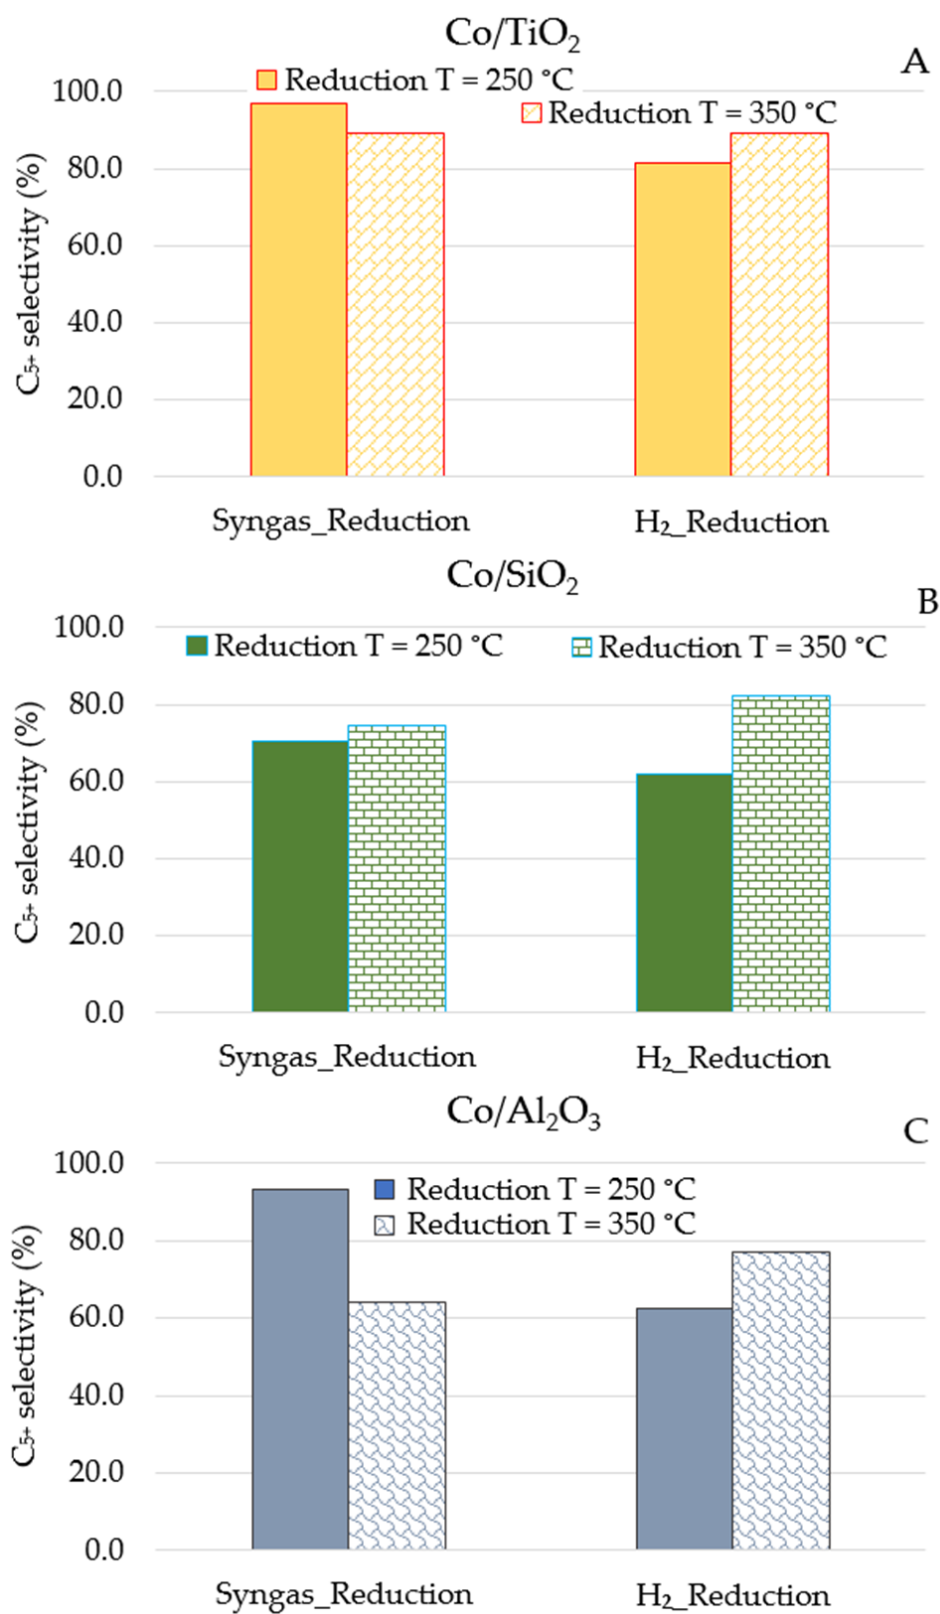 Co/TiO₂
A
Reduction T = 250 °C
Reduction T = 350 °C
C₅₊ selectivity (%)
100.0
80.0
60.0
40.0
20.0
0.0
Syngas_Reduction
H₂_Reduction
Co/SiO₂
B
Reduction T = 250 °C
Reduction T = 350 °C
C₅₊ selectivity (%)
100.0
80.0
60.0
40.0
20.0
0.0
Syngas_Reduction
H₂_Reduction
Co/Al₂O₃
C
Reduction T = 250 °C
Reduction T = 350 °C
C₅₊ selectivity (%)
100.0
80.0
60.0
40.0
20.0
0.0
Syngas_Reduction
H₂_Reduction